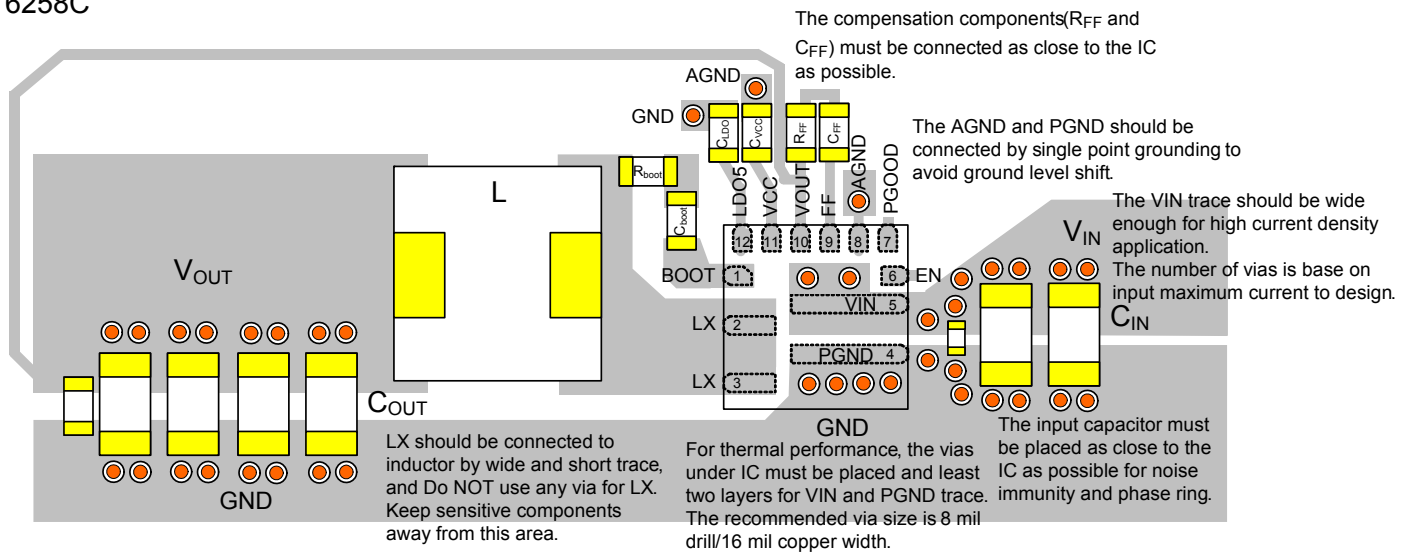 6258C
The compensation components(RFF and
CFF) must be connected as close to the IC
as possible.
AGND
GND
CLDO
CVCC
RFF
CFF
AGND
PGOOD
The AGND and PGND should be
connected by single point grounding to
avoid ground level shift.
Rboot
Cboot
L
LDO5
VCC
VOUT
FF
12
11
10
9
8
7
The VIN trace should be wide
enough for high current density
application.
The number of vias is base on
input maximum current to design.
VIN
VOUT
BOOT
1
6
EN
VIN
5
LX
2
CIN
PGND
4
LX
3
COUT
GND
GND
LX should be connected to
inductor by wide and short trace,
and Do NOT use any via for LX.
Keep sensitive components
away from this area.
For thermal performance, the vias
under IC must be placed and least
two layers for VIN and PGND trace.
The recommended via size is 8 mil
drill/16 mil copper width.
The input capacitor must
be placed as close to the
IC as possible for noise
immunity and phase ring.